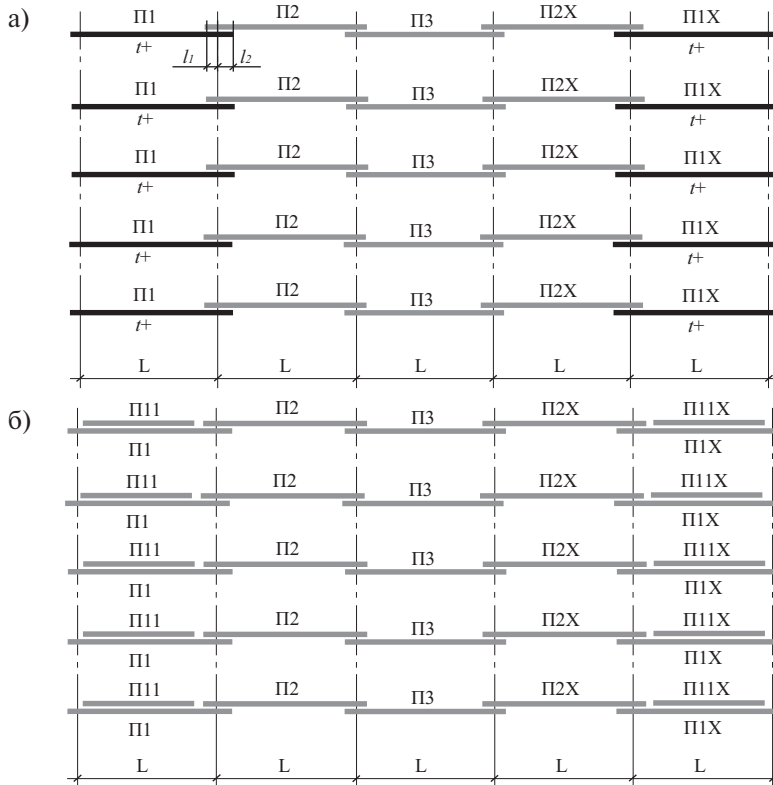 а)
П1 П2 П3 П2Х П1Х
t+ t+
l1 l2
П1 П2 П3 П2Х П1Х
t+ t+
П1 П2 П3 П2Х П1Х
t+ t+
П1 П2 П3 П2Х П1Х
t+ t+
П1 П2 П3 П2Х П1Х
t+ t+
L L L L L
б)
П11 П2 П3 П2Х П11Х
П1 П1Х
П11 П2 П3 П2Х П11Х
П1 П1Х
П11 П2 П3 П2Х П11Х
П1 П1Х
П11 П2 П3 П2Х П11Х
П1 П1Х
П11 П2 П3 П2Х П11Х
П1 П1Х
L L L L L